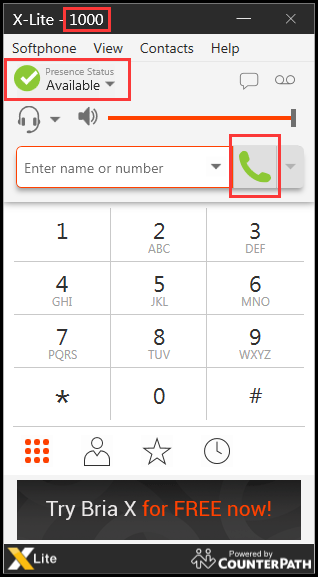 X-Lite - 1000
Softphone View Contacts Help
Presence Status
Available
Enter name or number
1 2 3
ABC DEF
4 5 6
GHI JKL MNO
7 8 9
PQRS TUV WXYZ
* 0 #
Try Bria X for FREE now!
X Lite
Powered by
COUNTERPATH